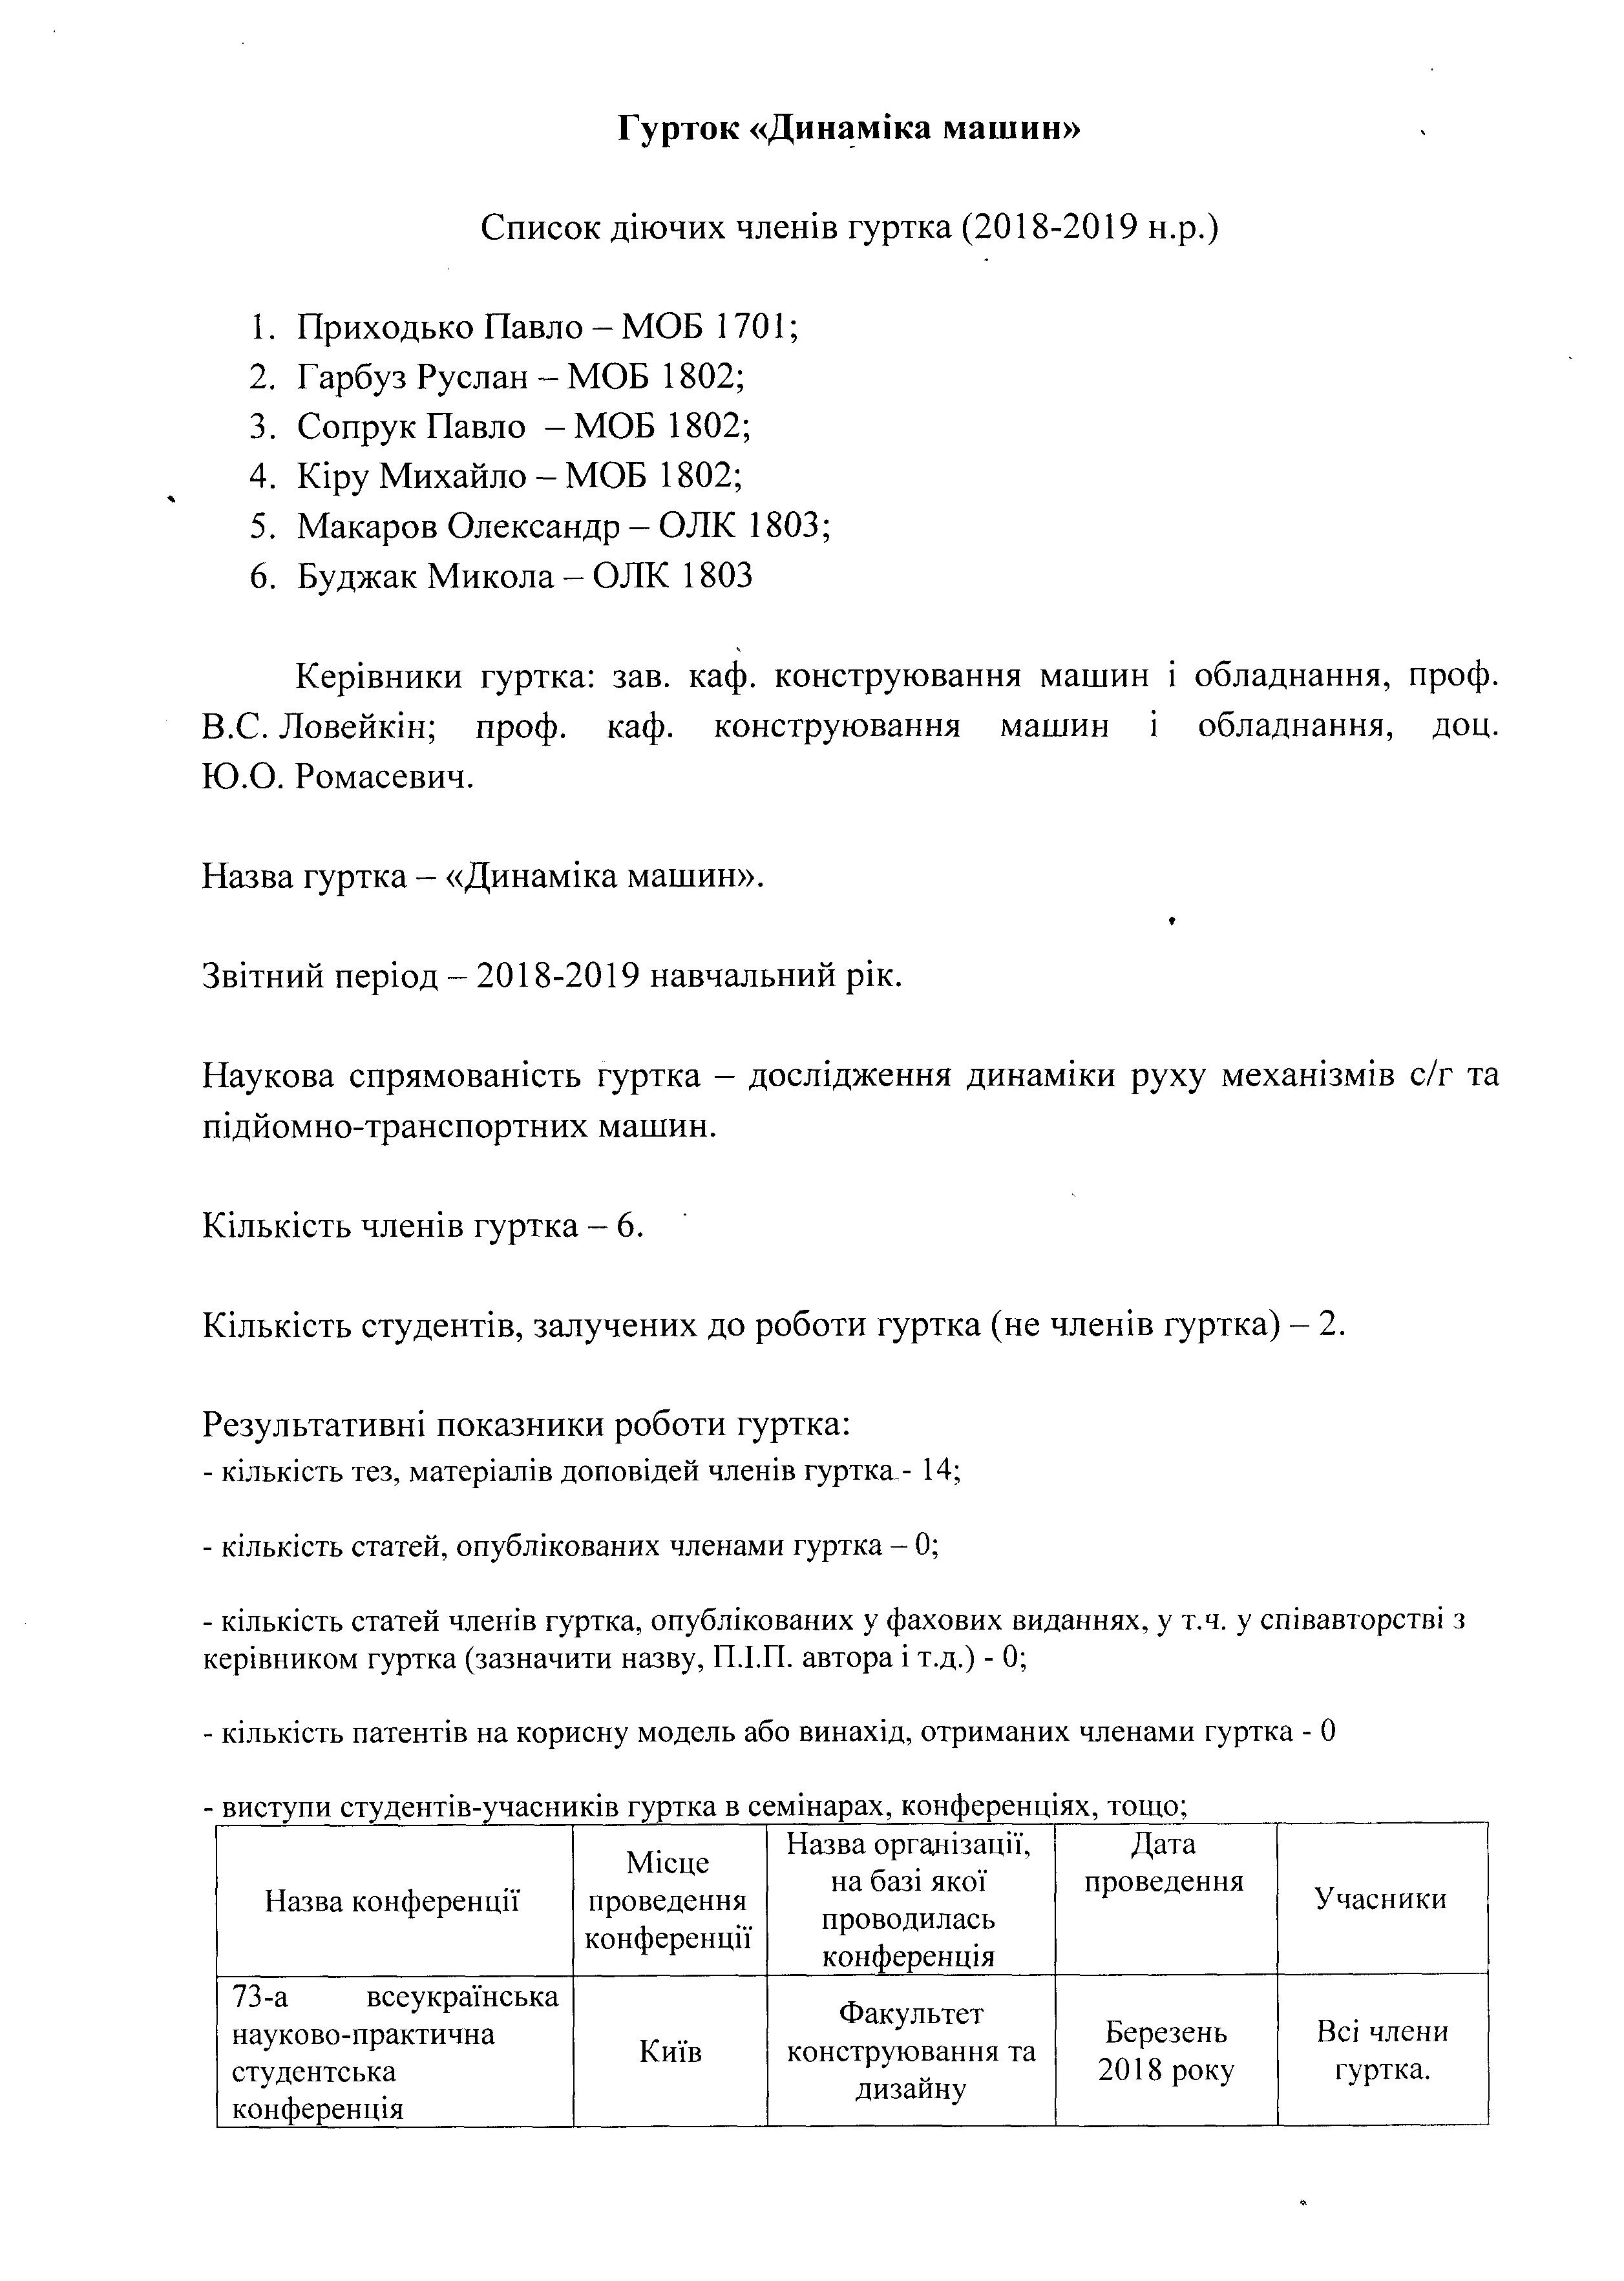 Гурток «Динаміка машин»
Список діючих членів гуртка (2018-2019 н.р.)
1. Приходько Павло – МОБ 1701;
2. Гарбуз Руслан – МОБ 1802;
3. Сопрук Павло – МОБ 1802;
4. Кіру Михайло – МОБ 1802;
5. Макаров Олександр – ОЛК 1803;
6. Буджак Микола – ОЛК 1803
Керівники гуртка: зав. каф. конструювання машин і обладнання, проф.
В.С. Ловейкін; проф. каф. конструювання машин і обладнання, доц.
Ю.О. Ромасевич.
Назва гуртка – «Динаміка машин».
Звітний період – 2018-2019 навчальний рік.
Наукова спрямованість гуртка – дослідження динаміки руху механізмів с/г та
підйомно-транспортних машин.
Кількість членів гуртка – 6.
Кількість студентів, залучених до роботи гуртка (не членів гуртка) – 2.
Результативні показники роботи гуртка:
- кількість тез, матеріалів доповідей членів гуртка - 14;
- кількість статей, опублікованих членами гуртка – 0;
- кількість статей членів гуртка, опублікованих у фахових виданнях, у т.ч. у співавторстві з
керівником гуртка (зазначити назву, П.І.П. автора і т.д.) - 0;
- кількість патентів на корисну модель або винахід, отриманих членами гуртка - 0
- виступи студентів-учасників гуртка в семінарах, конференціях, тощо;
Назва конференції
Місце
проведення
конференції
Назва організації,
на базі якої
проводилась
конференція
Дата
проведення
Учасники
73-а всеукраїнська
науково-практична
студентська
конференція
Київ
Факультет
конструювання та
дизайну
Березень
2018 року
Всі члени
гуртка.